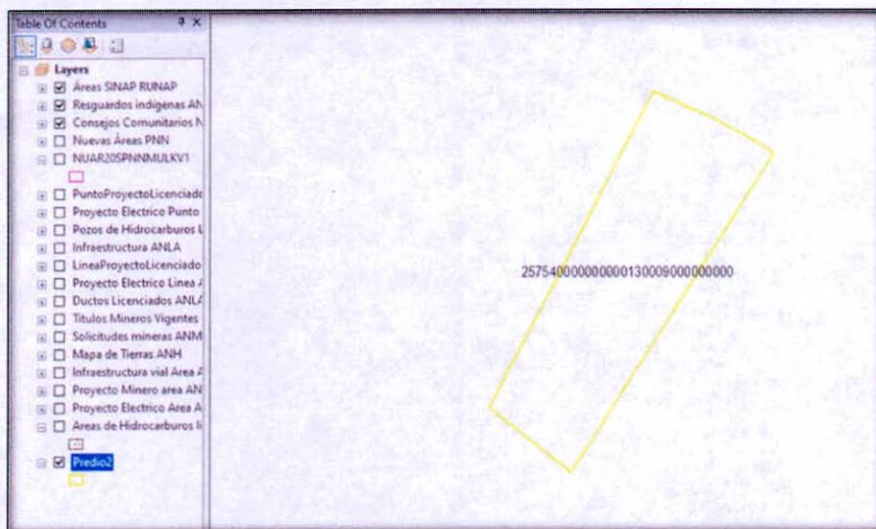 Table Of Contents
Layers
Áreas SINAP RUNAP
Resguardos indígenas AN
Consejos Comunitarios N
Nuevas Áreas PNN
NUAR20SPNNMULKV1
PuntoProyectoLicenciado
Proyecto Electrico Punto
Pozos de Hidrocarburos L
Infraestructura ANLA
LineaProyectoLicenciado
Proyecto Electrico Linea A
Ductos Licenciados ANLA
Titulos Mineros Vigentes
Solicitudes mineras ANM
Mapa de Tierras ANH
Infraestructura vial Area A
Proyecto Minero area AN
Proyecto Electrico Area A
Areas de Hidrocarburos li
Predio2